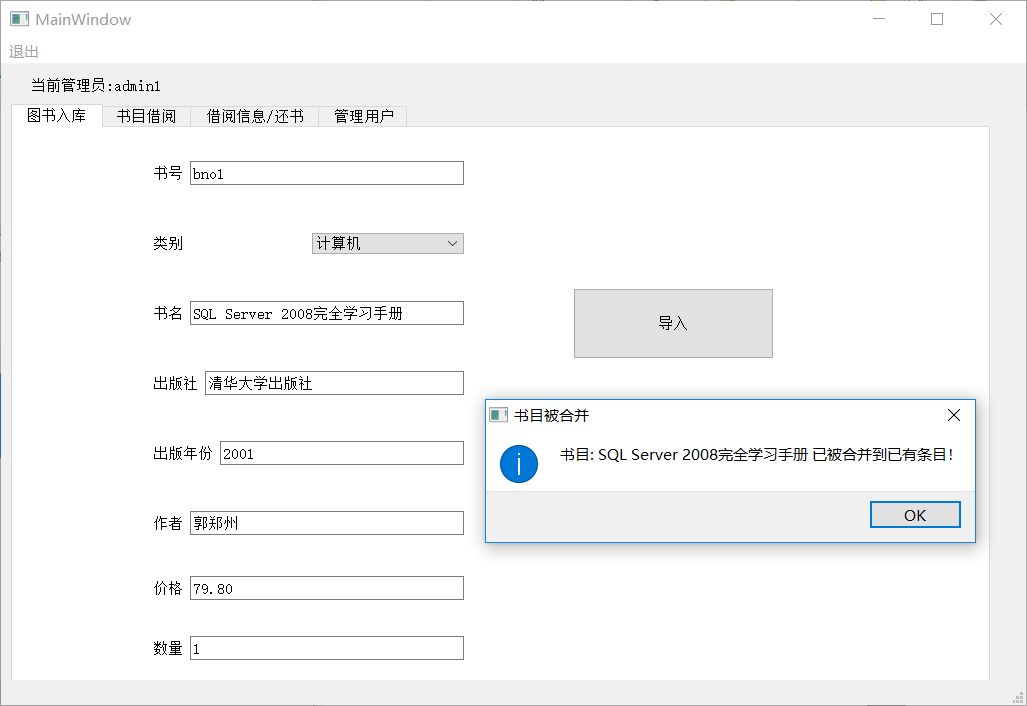 MainWindow
退出
当前管理员:admin1
图书入库 书目借阅 借阅信息/还书 管理用户
书号 bno1
类别 计算机
书名 SQL Server 2008完全学习手册
导入
出版社 清华大学出版社
书目被合并
书目: SQL Server 2008完全学习手册 已被合并到已有条目!
出版年份 2001
OK
作者 郭郑州
价格 79.80
数量 1